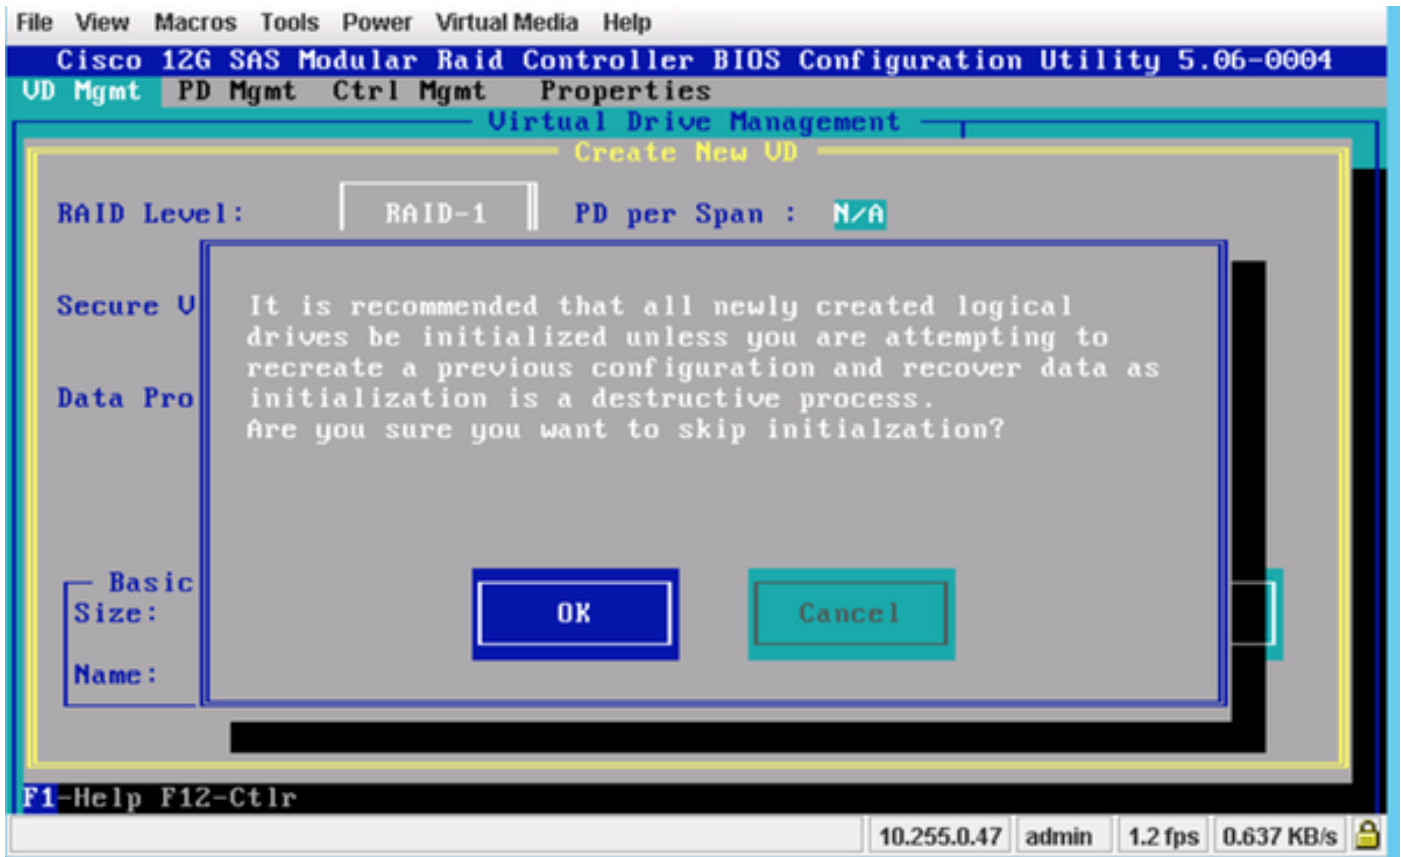 File View Macros Tools Power Virtual Media Help
Cisco 12G SAS Modular Raid Controller BIOS Configuration Utility 5.06-0004
VD Mgmt PD Mgmt Ctrl Mgmt Properties
Virtual Drive Management
Create New VD
RAID Level: RAID-1 PD per Span : N/A
Secure V
It is recommended that all newly created logical
drives be initialized unless you are attempting to
recreate a previous configuration and recover data as
Data Pro initialization is a destructive process.
Are you sure you want to skip initialzation?
Basic
Size: OK Cancel
Name:
F1-Help F12-Ctlr
10.255.0.47 admin 1.2 fps 0.637 KB/s